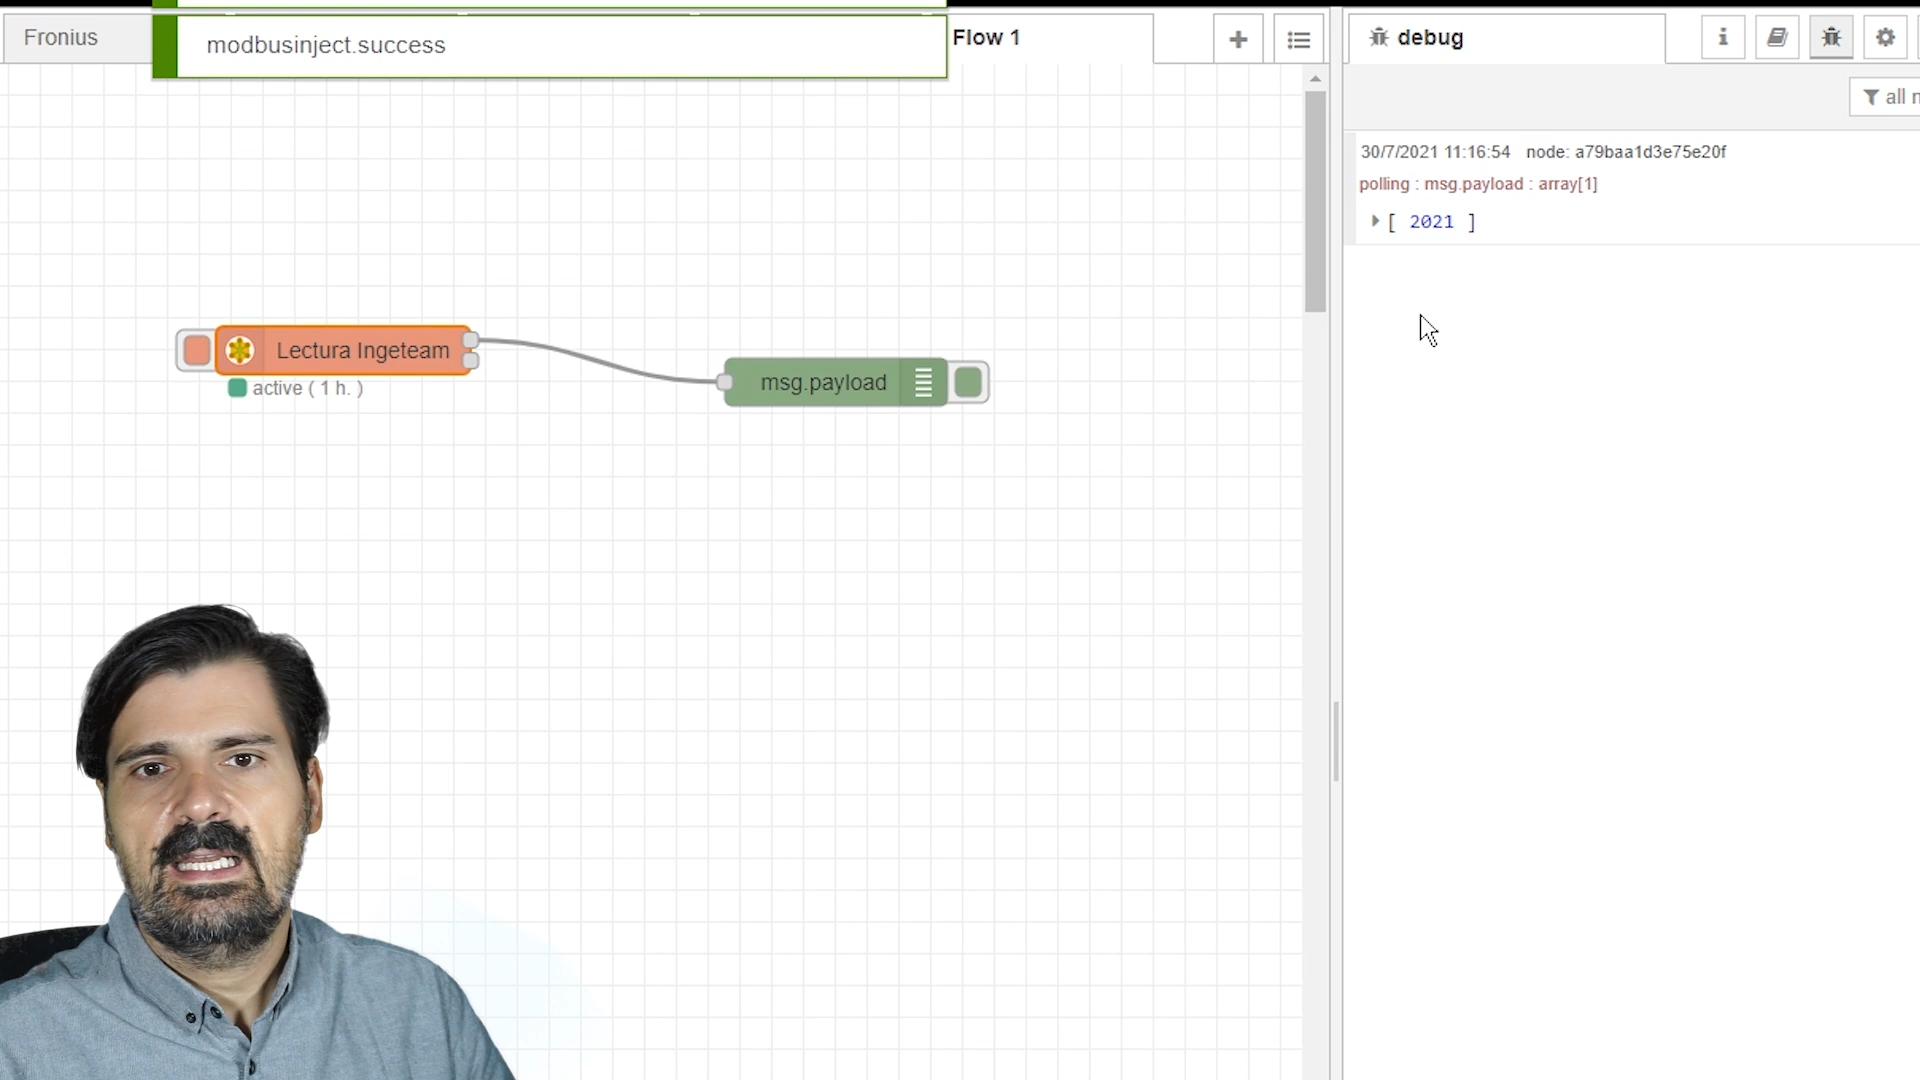 Fronius
modbusinject.success
Flow 1
debug
all
30/7/2021 11:16:54 node: a79baa1d3e75e20f
polling : msg.payload : array[1]
[ 2021 ]
Lectura Ingeteam
active ( 1 h. )
msg.payload